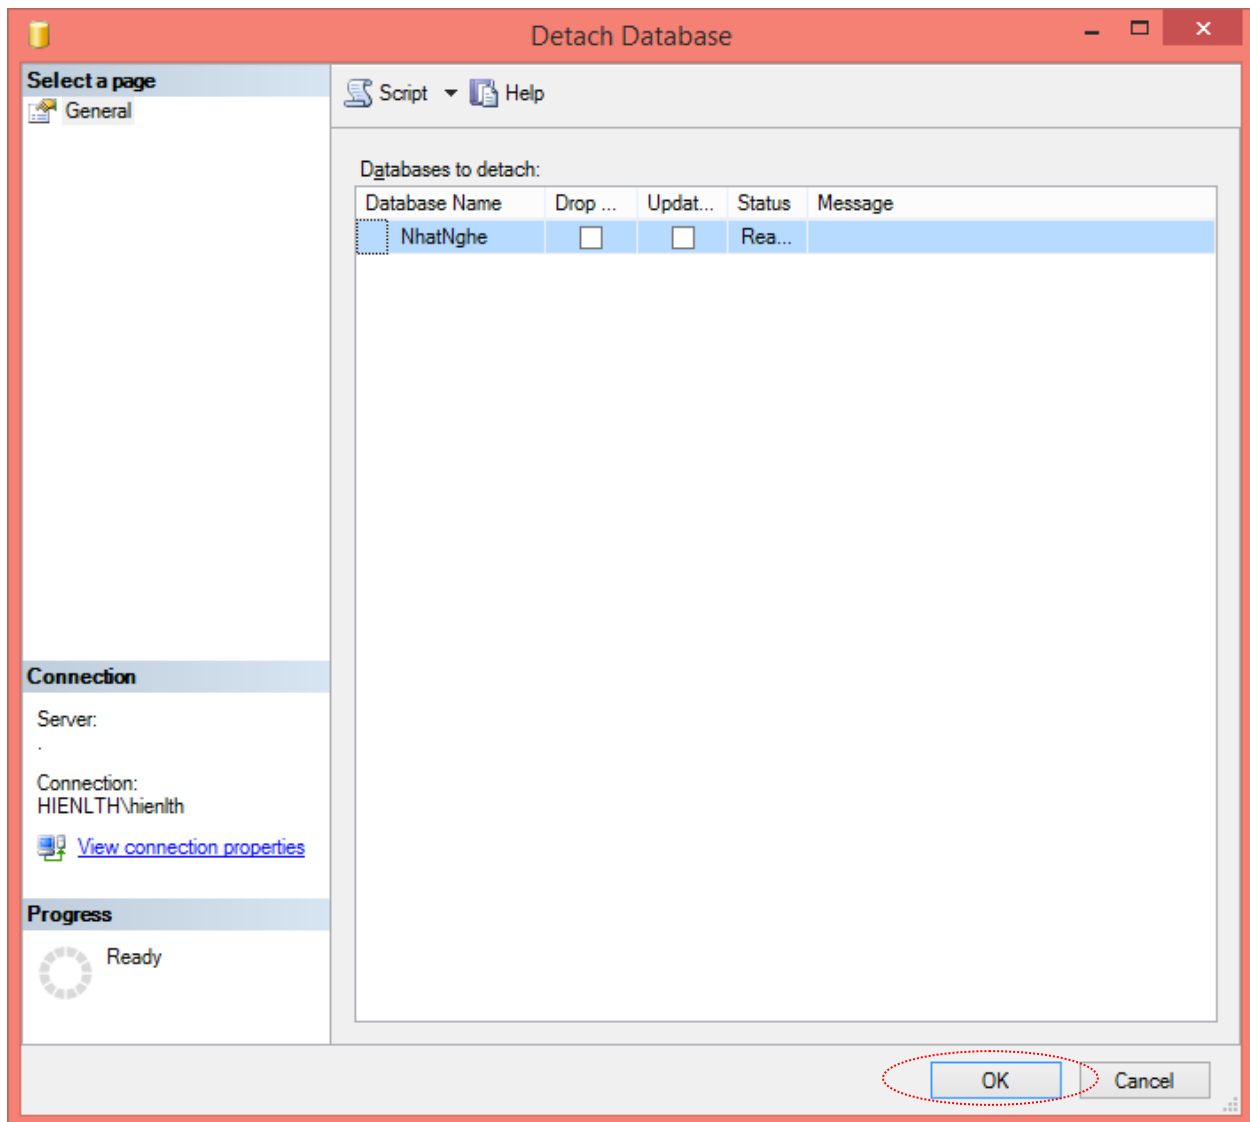 Detach Database
Select a page
General
Script
Help
Databases to detach:
Database Name Drop ... Updat... Status Message
NhatNghe Rea...
Connection
Server:
.
Connection:
HIENLTH\hienlth
View connection properties
Progress
Ready
OK Cancel